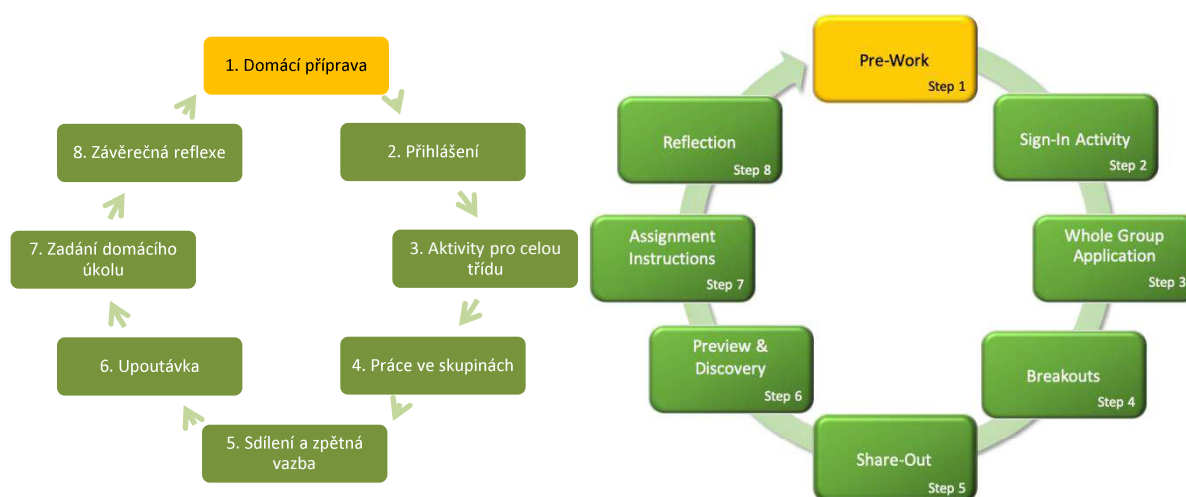 1. Domácí příprava
2. Přihlášení
3. Aktivity pro celou
třídu
4. Práce ve skupinách
5. Sdílení a zpětná
vazba
6. Upoutávka
7. Zadání domácího
úkolu
8. Závěrečná reflexe
Pre-Work
Step 1
Sign-In Activity
Step 2
Whole Group
Application
Step 3
Breakouts
Step 4
Share-Out
Step 5
Preview &
Discovery
Step 6
Assignment
Instructions
Step 7
Reflection
Step 8